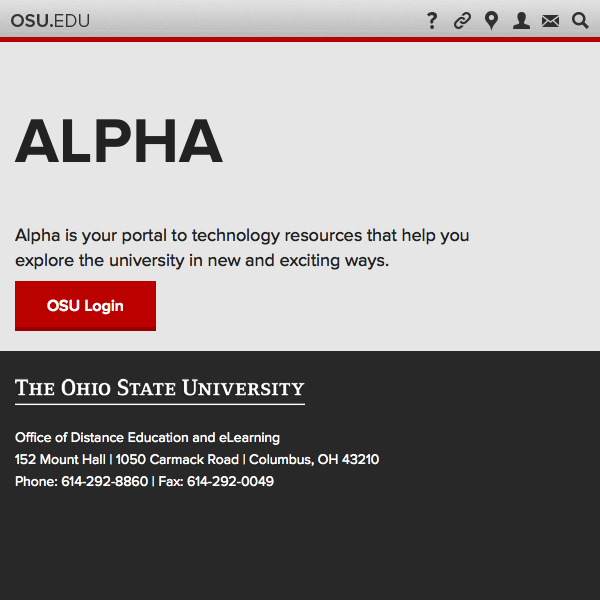 OSU.EDU
ALPHA
Alpha is your portal to technology resources that help you
explore the university in new and exciting ways.
OSU Login
THE OHIO STATE UNIVERSITY
Office of Distance Education and eLearning
152 Mount Hall | 1050 Carmack Road | Columbus, OH 43210
Phone: 614-292-8860 | Fax: 614-292-0049